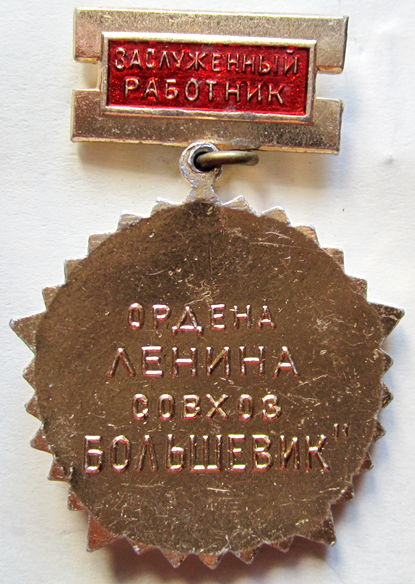 ЗАСЛУЖЕННЫЙ
РАБОТНИК
ОРДЕНА
ЛЕНИНА
СОВХОЗ
"БОЛЬШЕВИК"